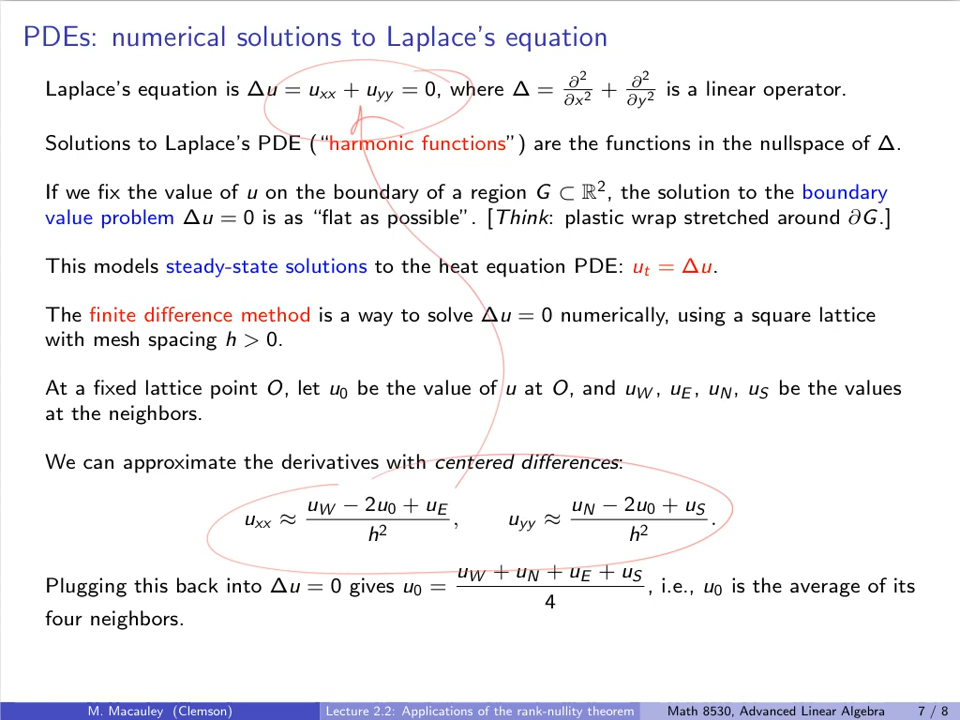 PDEs: numerical solutions to Laplace's equation
Laplace's equation is Δu = u_xx + u_yy = 0, where Δ = ∂²/∂x² + ∂²/∂y² is a linear operator.
Solutions to Laplace's PDE ("harmonic functions") are the functions in the nullspace of Δ.
If we fix the value of u on the boundary of a region G ⊂ ℝ², the solution to the boundary
value problem Δu = 0 is as "flat as possible". [Think: plastic wrap stretched around ∂G.]
This models steady-state solutions to the heat equation PDE: u_t = Δu.
The finite difference method is a way to solve Δu = 0 numerically, using a square lattice
with mesh spacing h > 0.
At a fixed lattice point O, let u_0 be the value of u at O, and u_W, u_E, u_N, u_S be the values
at the neighbors.
We can approximate the derivatives with centered differences:
u_xx ≈ (u_W − 2u_0 + u_E)/h², u_yy ≈ (u_N − 2u_0 + u_S)/h².
Plugging this back into Δu = 0 gives u_0 = (u_W + u_N + u_E + u_S)/4, i.e., u_0 is the average of its
four neighbors.
M. Macauley (Clemson) Lecture 2.2: Applications of the rank-nullity theorem Math 8530, Advanced Linear Algebra 7 / 8